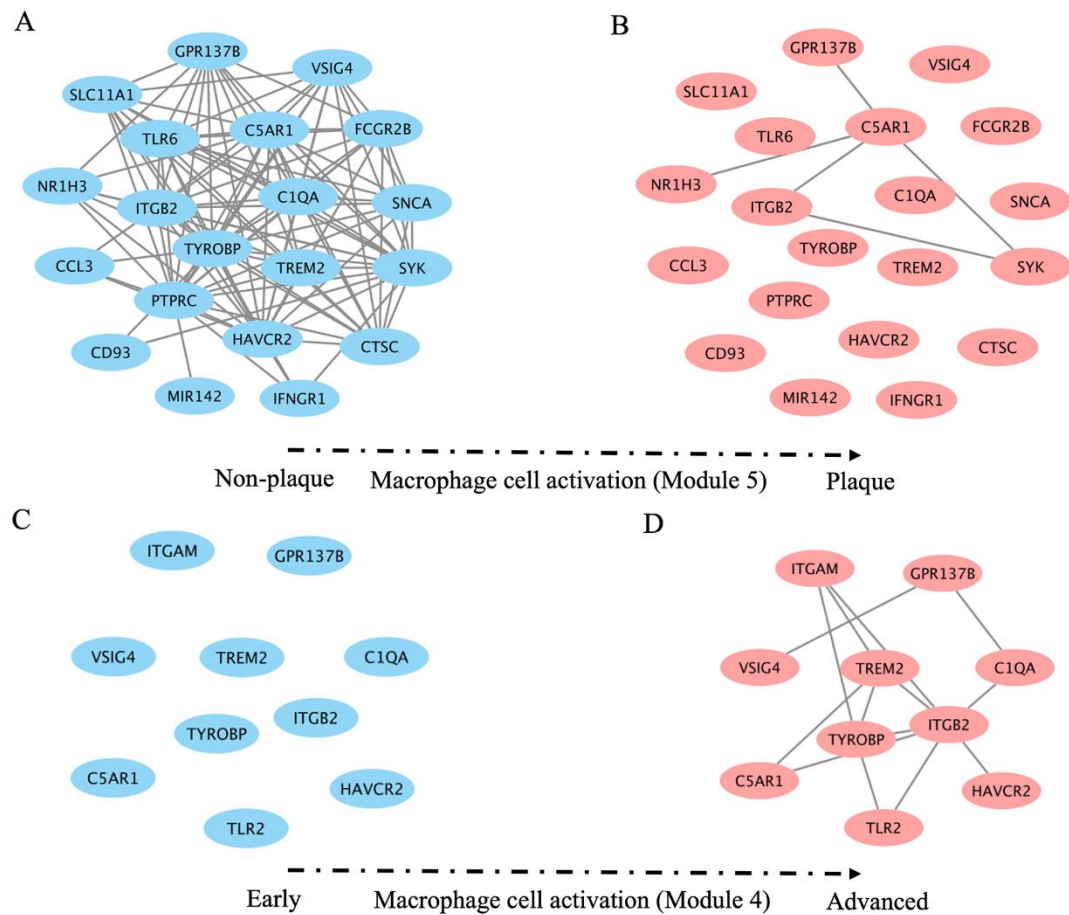 A
GPR137B
VSIG4
SLC11A1
TLR6
C5AR1
FCGR2B
NR1H3
ITGB2
C1QA
SNCA
TYROBP
CCL3
TREM2
SYK
PTPRC
HAVCR2
CTSC
CD93
MIR142
IFNGR1
B
GPR137B
VSIG4
SLC11A1
TLR6
C5AR1
FCGR2B
NR1H3
ITGB2
C1QA
SNCA
TYROBP
CCL3
TREM2
SYK
PTPRC
HAVCR2
CTSC
CD93
MIR142
IFNGR1
Non-plaque Macrophage cell activation (Module 5) Plaque
C
ITGAM
GPR137B
VSIG4
TREM2
C1QA
ITGB2
TYROBP
C5AR1
HAVCR2
TLR2
D
ITGAM
GPR137B
VSIG4
TREM2
C1QA
ITGB2
TYROBP
C5AR1
HAVCR2
TLR2
Early Macrophage cell activation (Module 4) Advanced